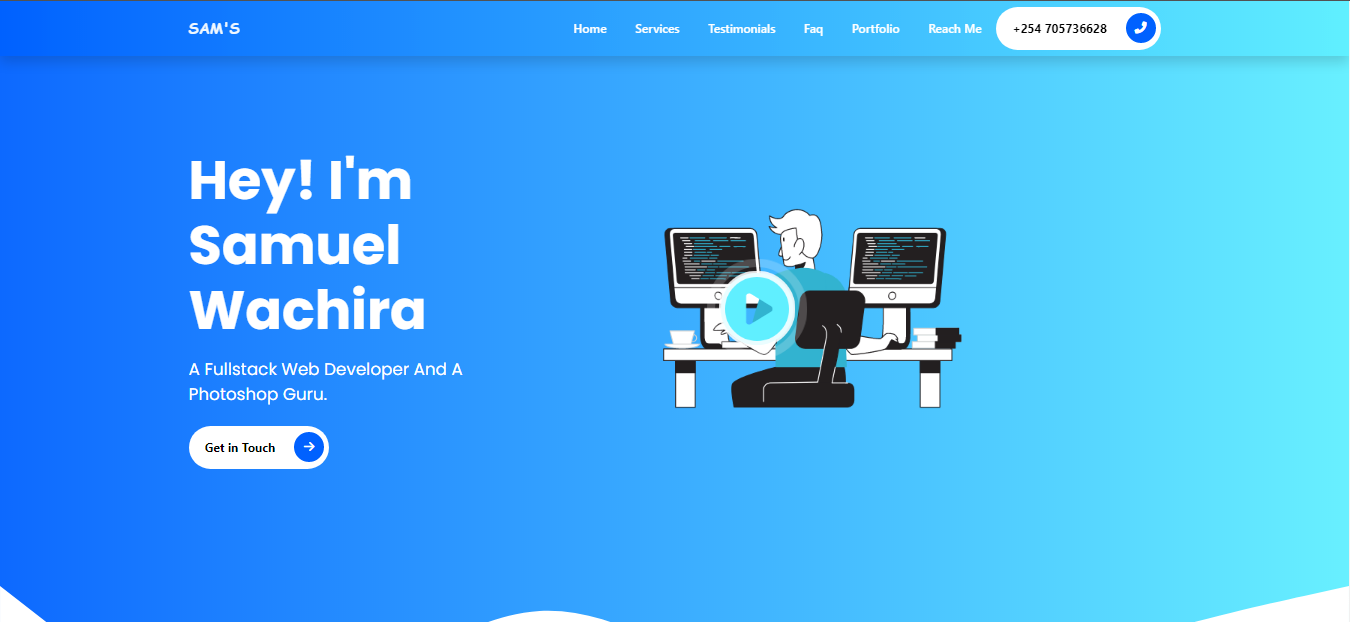 SAM'S
Home
Services
Testimonials
Faq
Portfolio
Reach Me
+254 705736628
Hey! I'm
Samuel
Wachira
A Fullstack Web Developer And A
Photoshop Guru.
Get in Touch